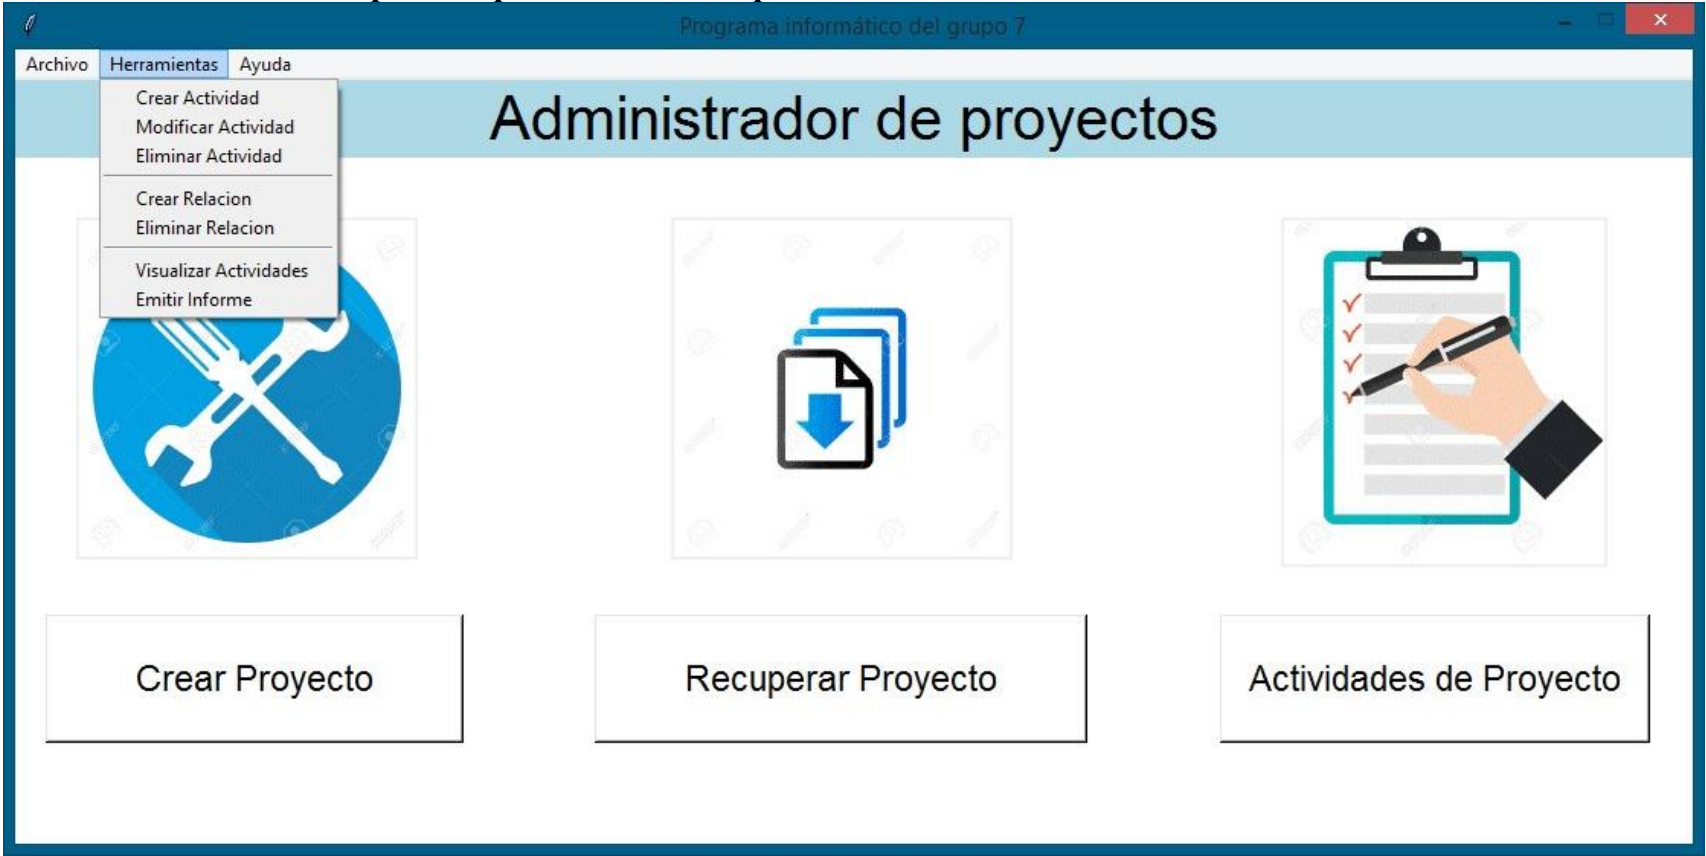 Programa informático del grupo 7
Archivo Herramientas Ayuda
Crear Actividad
Modificar Actividad
Eliminar Actividad
Crear Relacion
Eliminar Relacion
Visualizar Actividades
Emitir Informe
Administrador de proyectos
Crear Proyecto
Recuperar Proyecto
Actividades de Proyecto